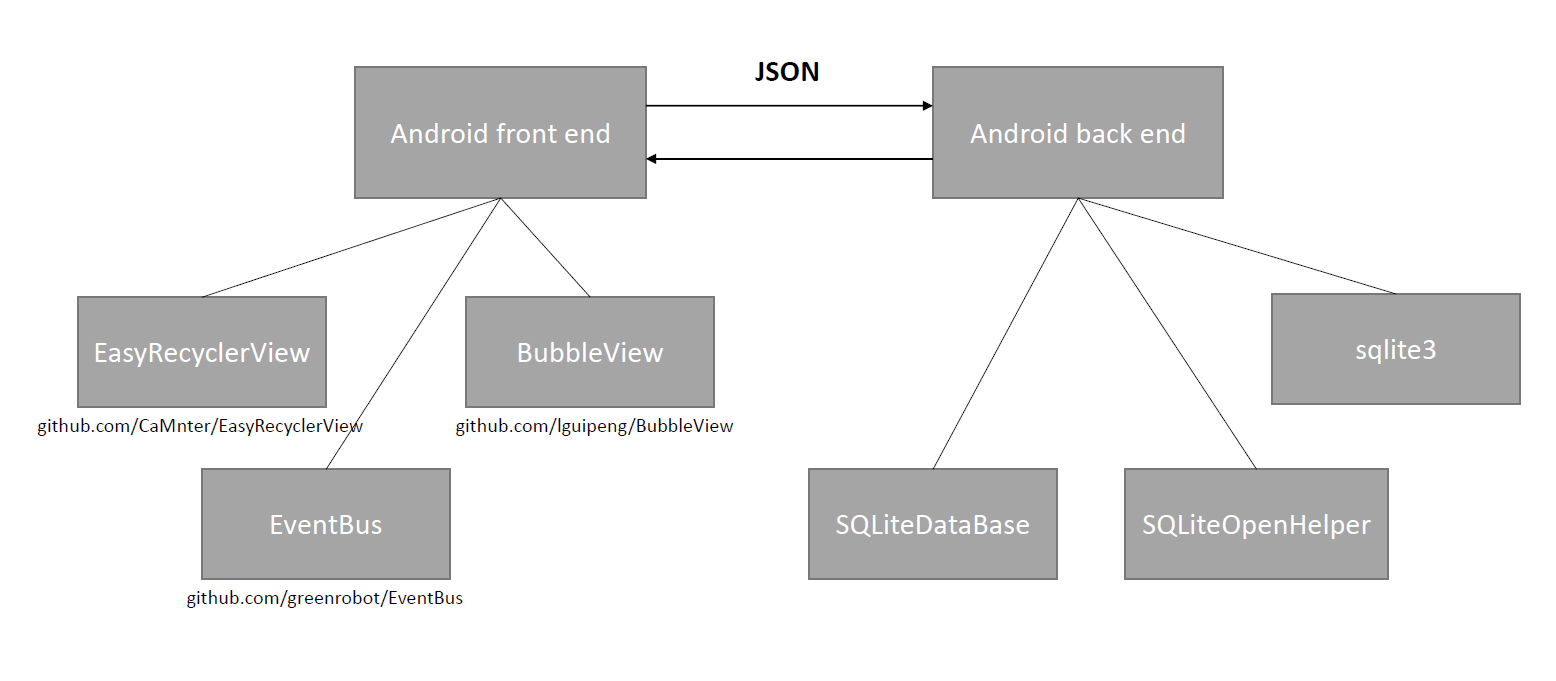 JSON
Android front end
Android back end
EasyRecyclerView
BubbleView
sqlite3
github.com/CaMnter/EasyRecyclerView
github.com/lguipeng/BubbleView
EventBus
SQLiteDataBase
SQLiteOpenHelper
github.com/greenrobot/EventBus